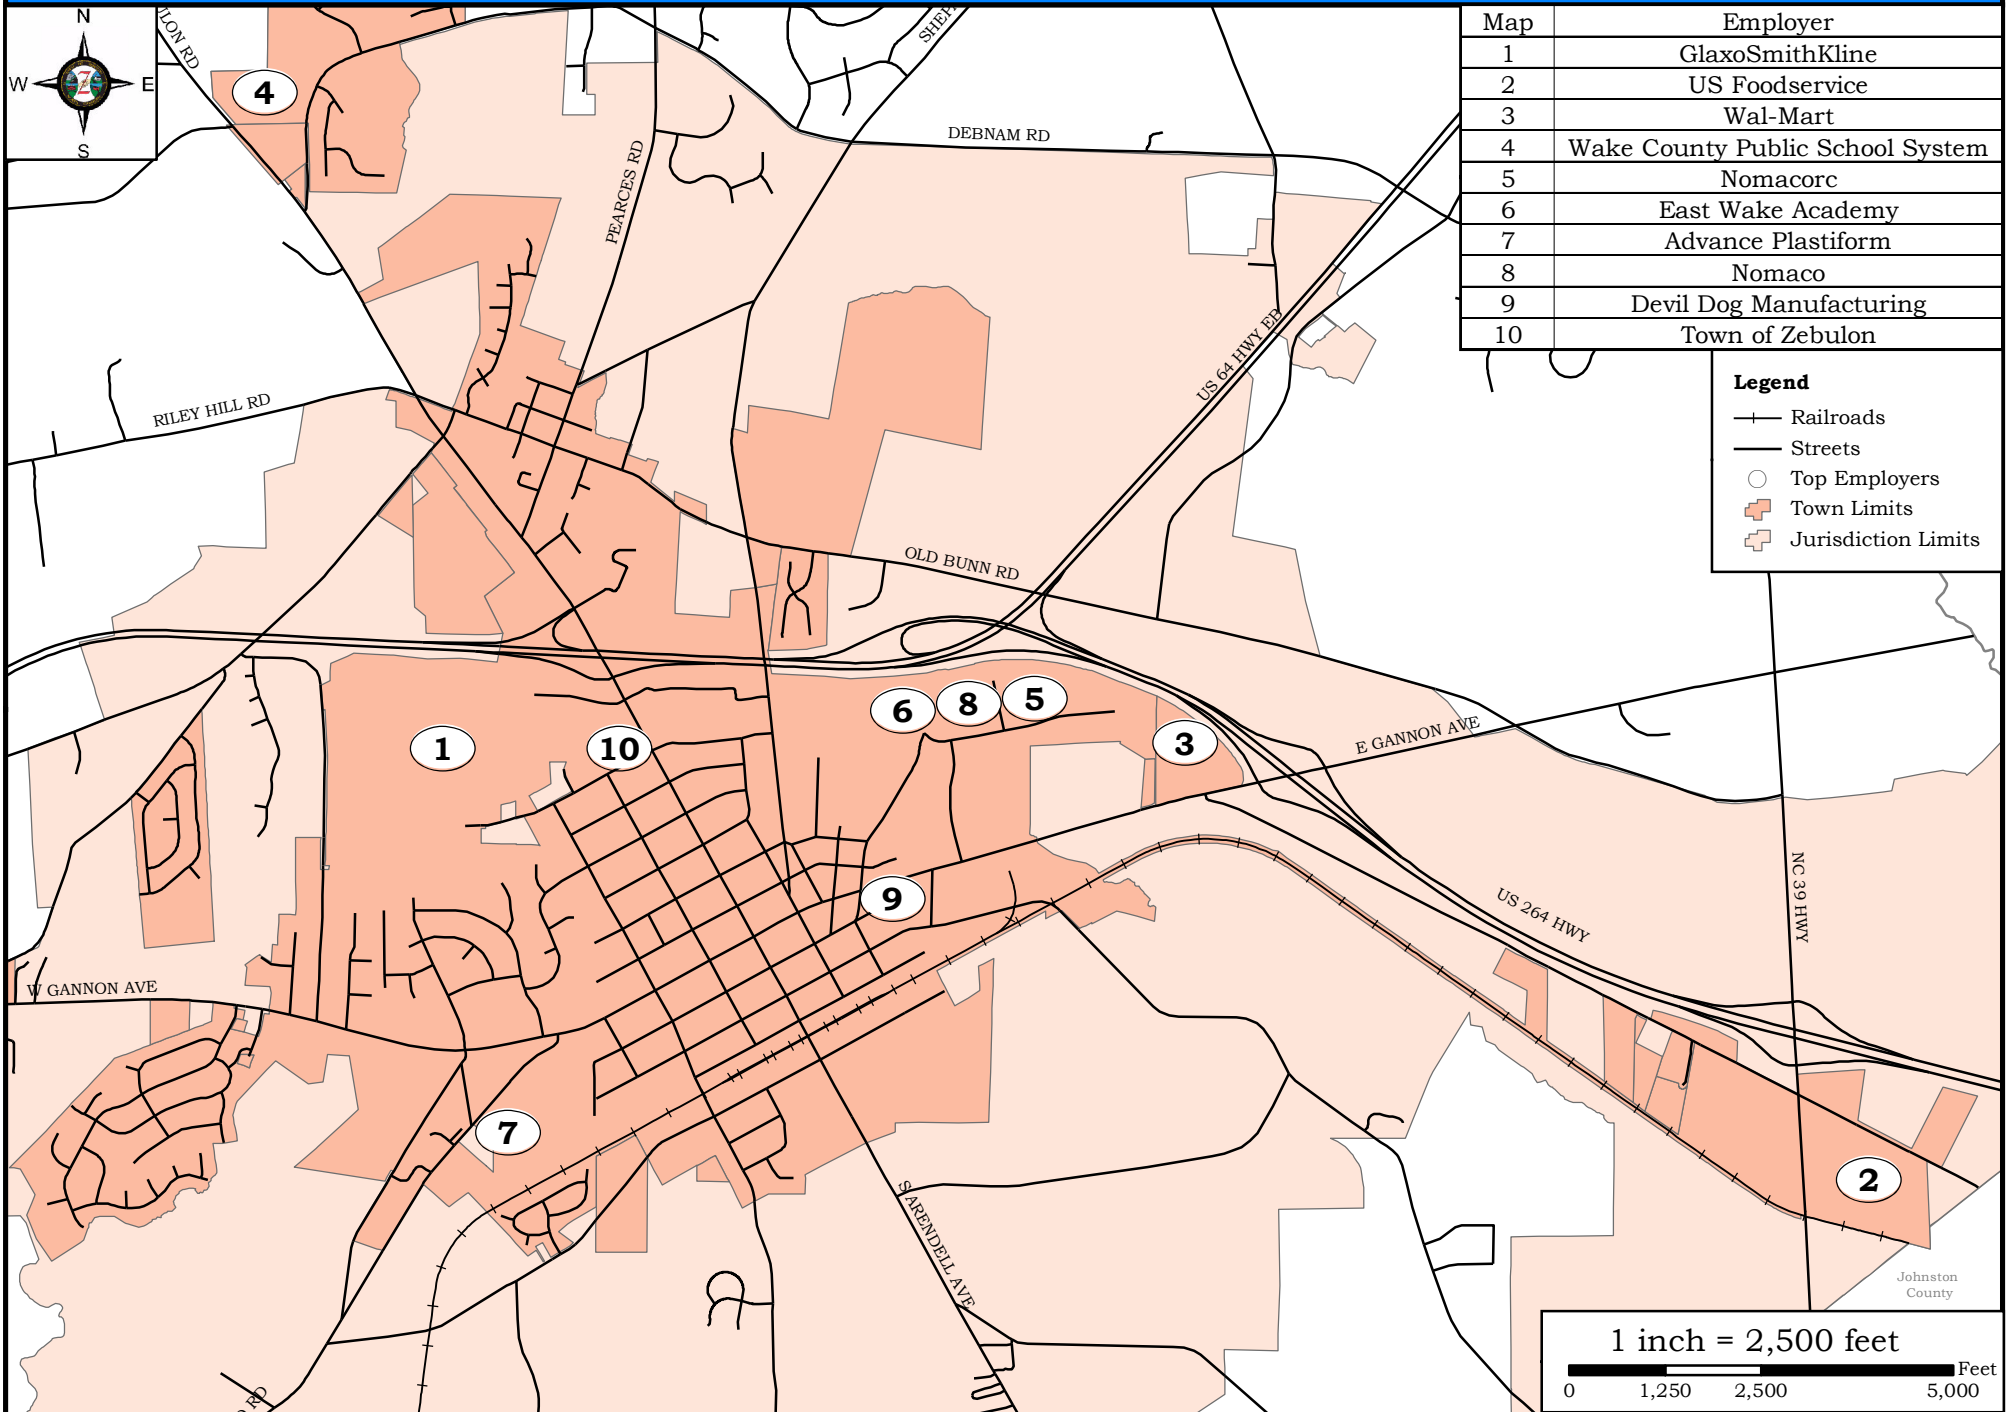 N
W
E
S
Z
Map Employer
1 GlaxoSmithKline
2 US Foodservice
3 Wal-Mart
4 Wake County Public School System
5 Nomacorc
6 East Wake Academy
7 Advance Plastiform
8 Nomaco
9 Devil Dog Manufacturing
10 Town of Zebulon
Legend
Railroads
Streets
Top Employers
Town Limits
Jurisdiction Limits
4
DEBNAM RD
PEARCES RD
US 64 HWY EB
RILEY HILL RD
OLD BUNN RD
6
8
5
1
10
3
E GANNON AVE
9
NC 39 HWY
US 264 HWY
W GANNON AVE
7
2
S ARENDELL AVE
Johnston
County
RD
1 inch = 2,500 feet
Feet
0 1,250 2,500 5,000